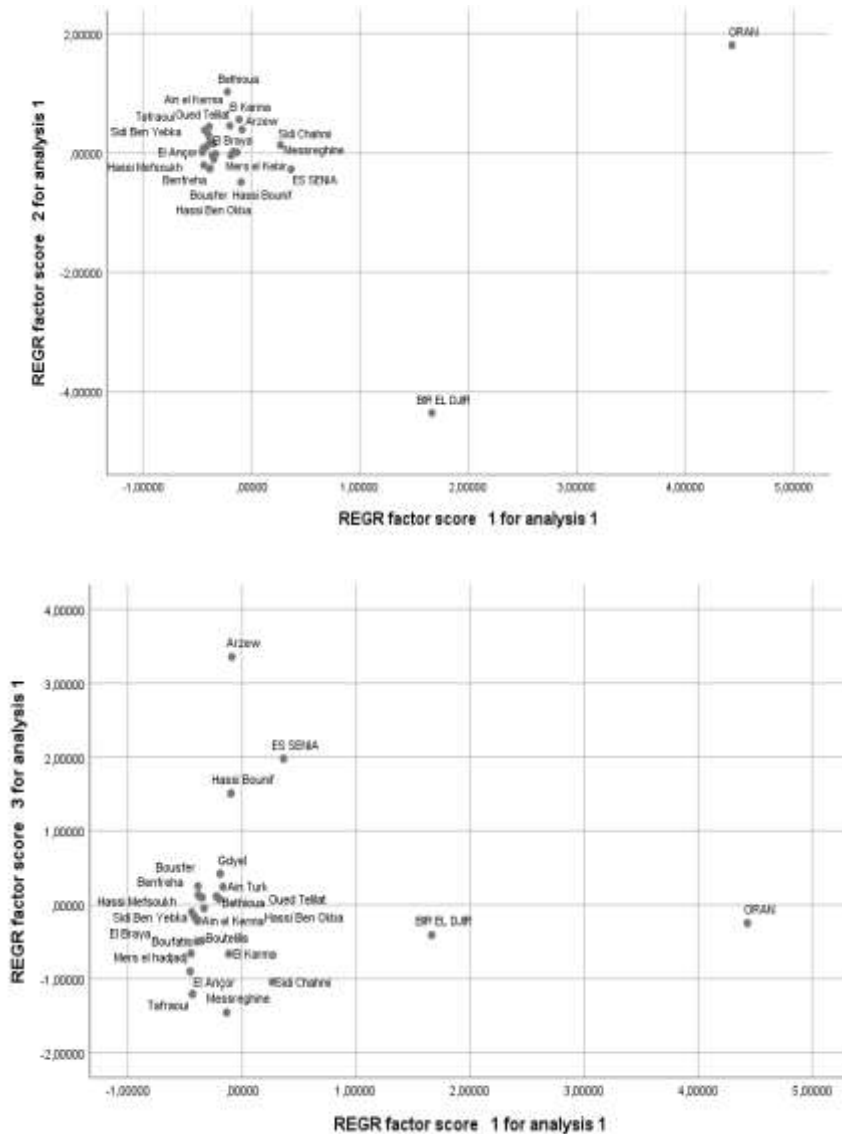 2,00000
ORAN
Bethioua
Ain el Kerma
El Karma
Tafraoui
Oued Telilat
Arzew
Sidi Ben Yebka
El Braya
Sidi Chahmi
,00000
El Ançor
Messreghine
Hassi Mefsoukh
Mers el Kebir
Benfreha
ES SENIA
Bousfer
Hassi Bounif
Hassi Ben Okba
-2,00000
-4,00000
BIR EL DJIR
REGR factor score 2 for analysis 1
-1,00000 ,00000 1,00000 2,00000 3,00000 4,00000 5,00000
REGR factor score 1 for analysis 1
4,00000
Arzew
3,00000
ES SENIA
2,00000
Hassi Bounif
1,00000
Gdyel
Bousfer
Benfreha
Ain Turk
Hassi Mefsoukh
Bethioua
Oued Telilat
,00000
Sidi Ben Yebka
Ain el Kerma
Hassi Ben Okba
BIR EL DJIR
ORAN
El Braya
Boufatis
Boutelilis
Mers el hadjadj
El Karma
-1,00000
El Ançor
Sidi Chahmi
Tafraoui
Messreghine
-2,00000
REGR factor score 3 for analysis 1
-1,00000 ,00000 1,00000 2,00000 3,00000 4,00000 5,00000
REGR factor score 1 for analysis 1